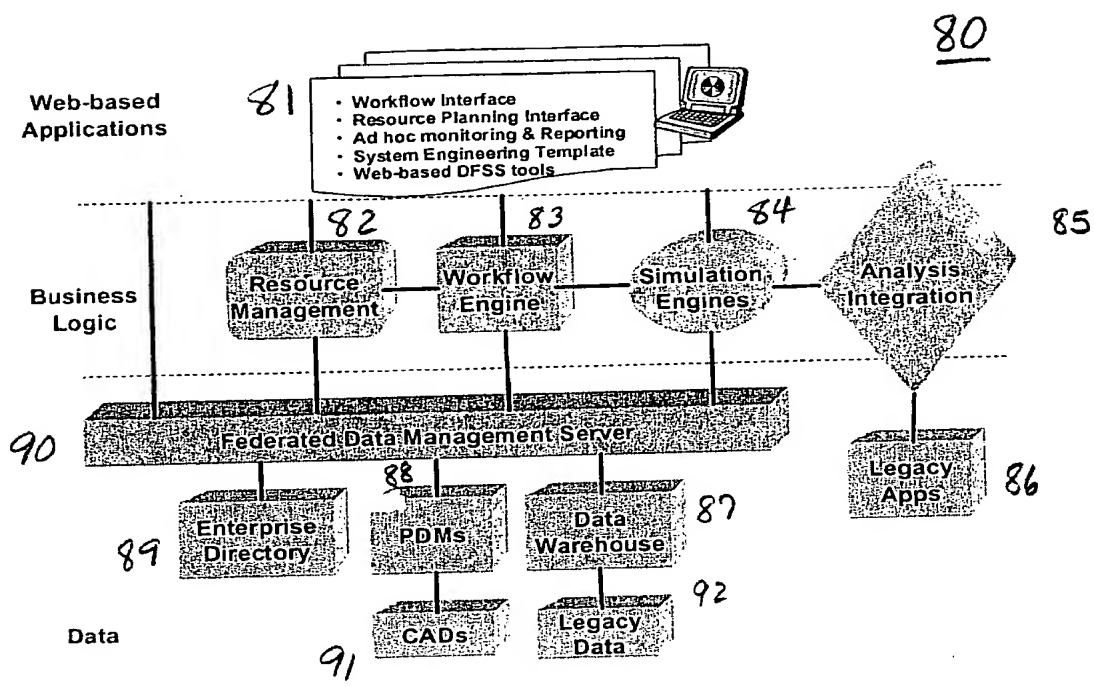 80
Web-based
Applications
81
• Workflow Interface
• Resource Planning Interface
• Ad hoc monitoring & Reporting
• System Engineering Template
• Web-based DFSS tools
82
83
84
85
Business
Logic
Resource
Management
Workflow
Engine
Simulation
Engines
Analysis
Integration
90
Federated Data Management Server
88
89
Enterprise
Directory
PDMs
Data
Warehouse
87
Legacy
Apps
86
Data
91
CADs
Legacy
Data
92